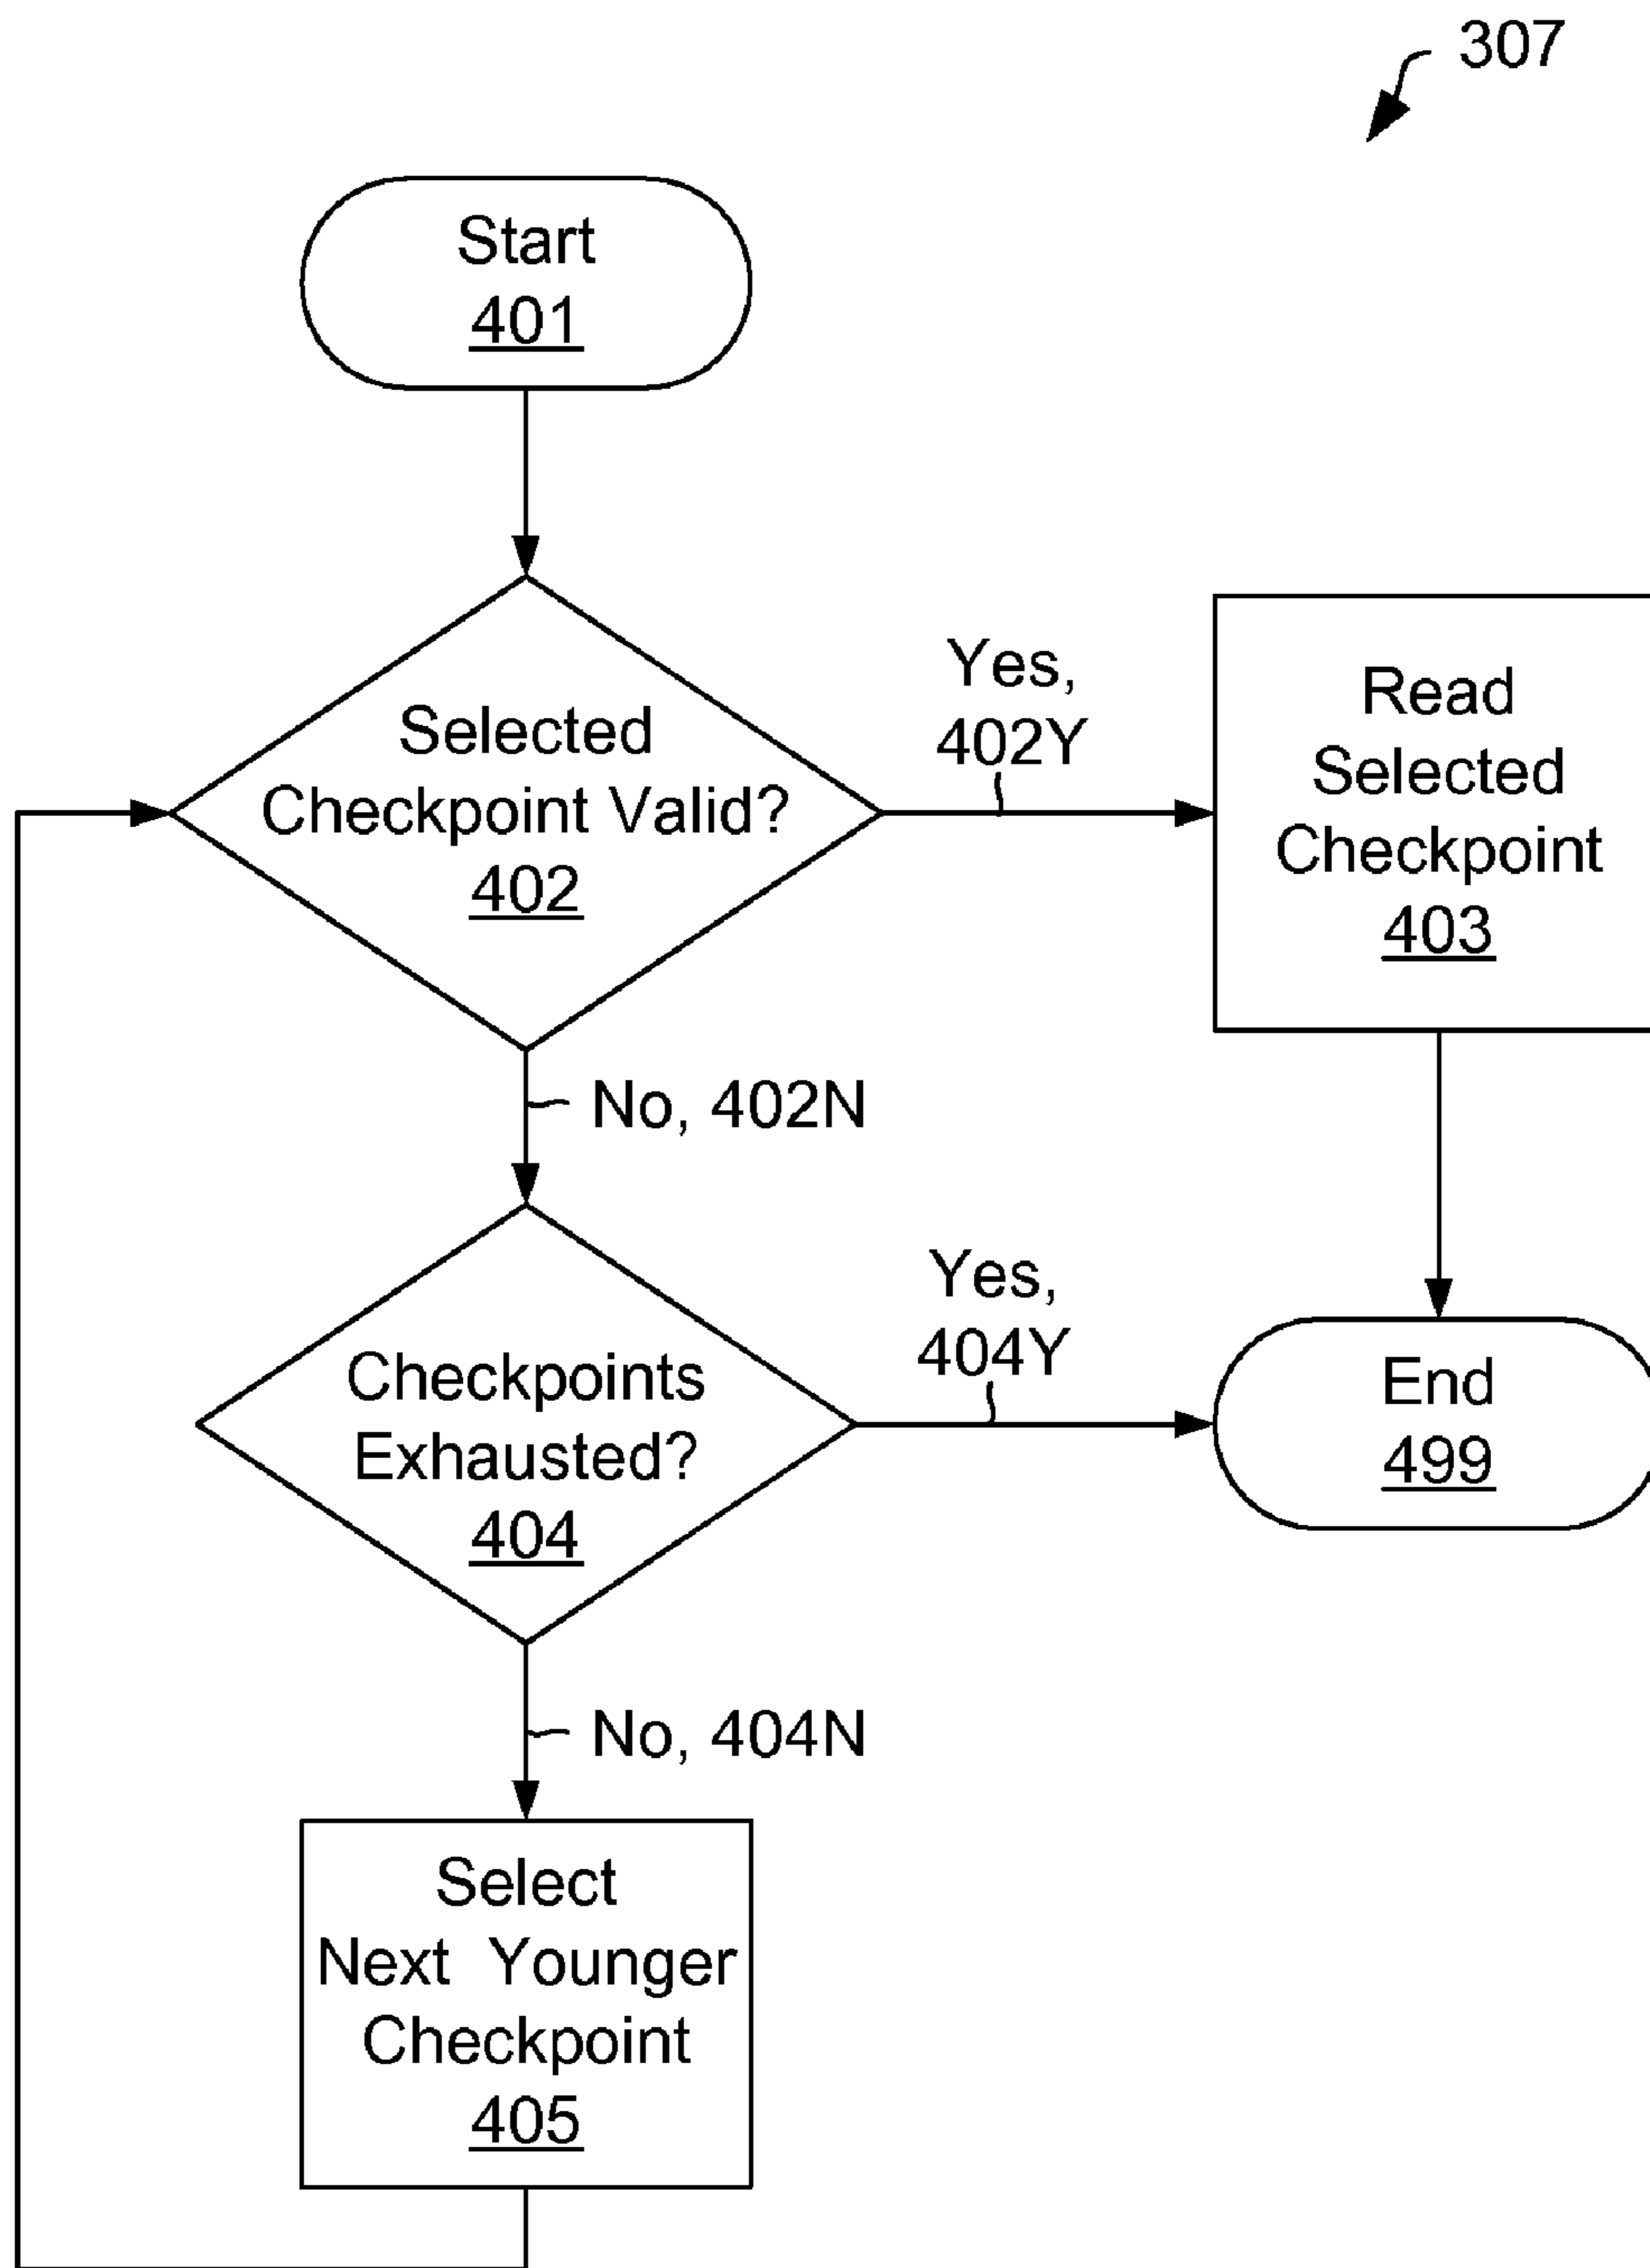 307
Start
401
Selected
Checkpoint Valid?
402
Yes,
402Y
Read
Selected
Checkpoint
403
No, 402N
Checkpoints
Exhausted?
404
Yes,
404Y
End
499
No, 404N
Select
Next Younger
Checkpoint
405